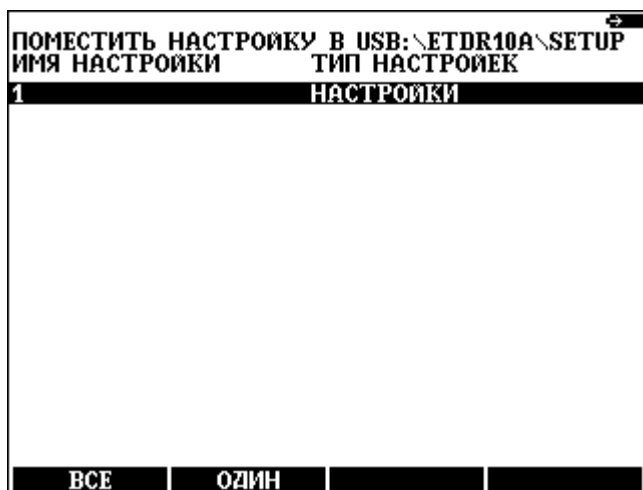 ПОМЕСТИТЬ НАСТРОЙКУ В USB:\ETDR10A\SETUP
ИМЯ НАСТРОЙКИ ТИП НАСТРОЕК
1 НАСТРОЙКИ
ВСЕ ОДИН